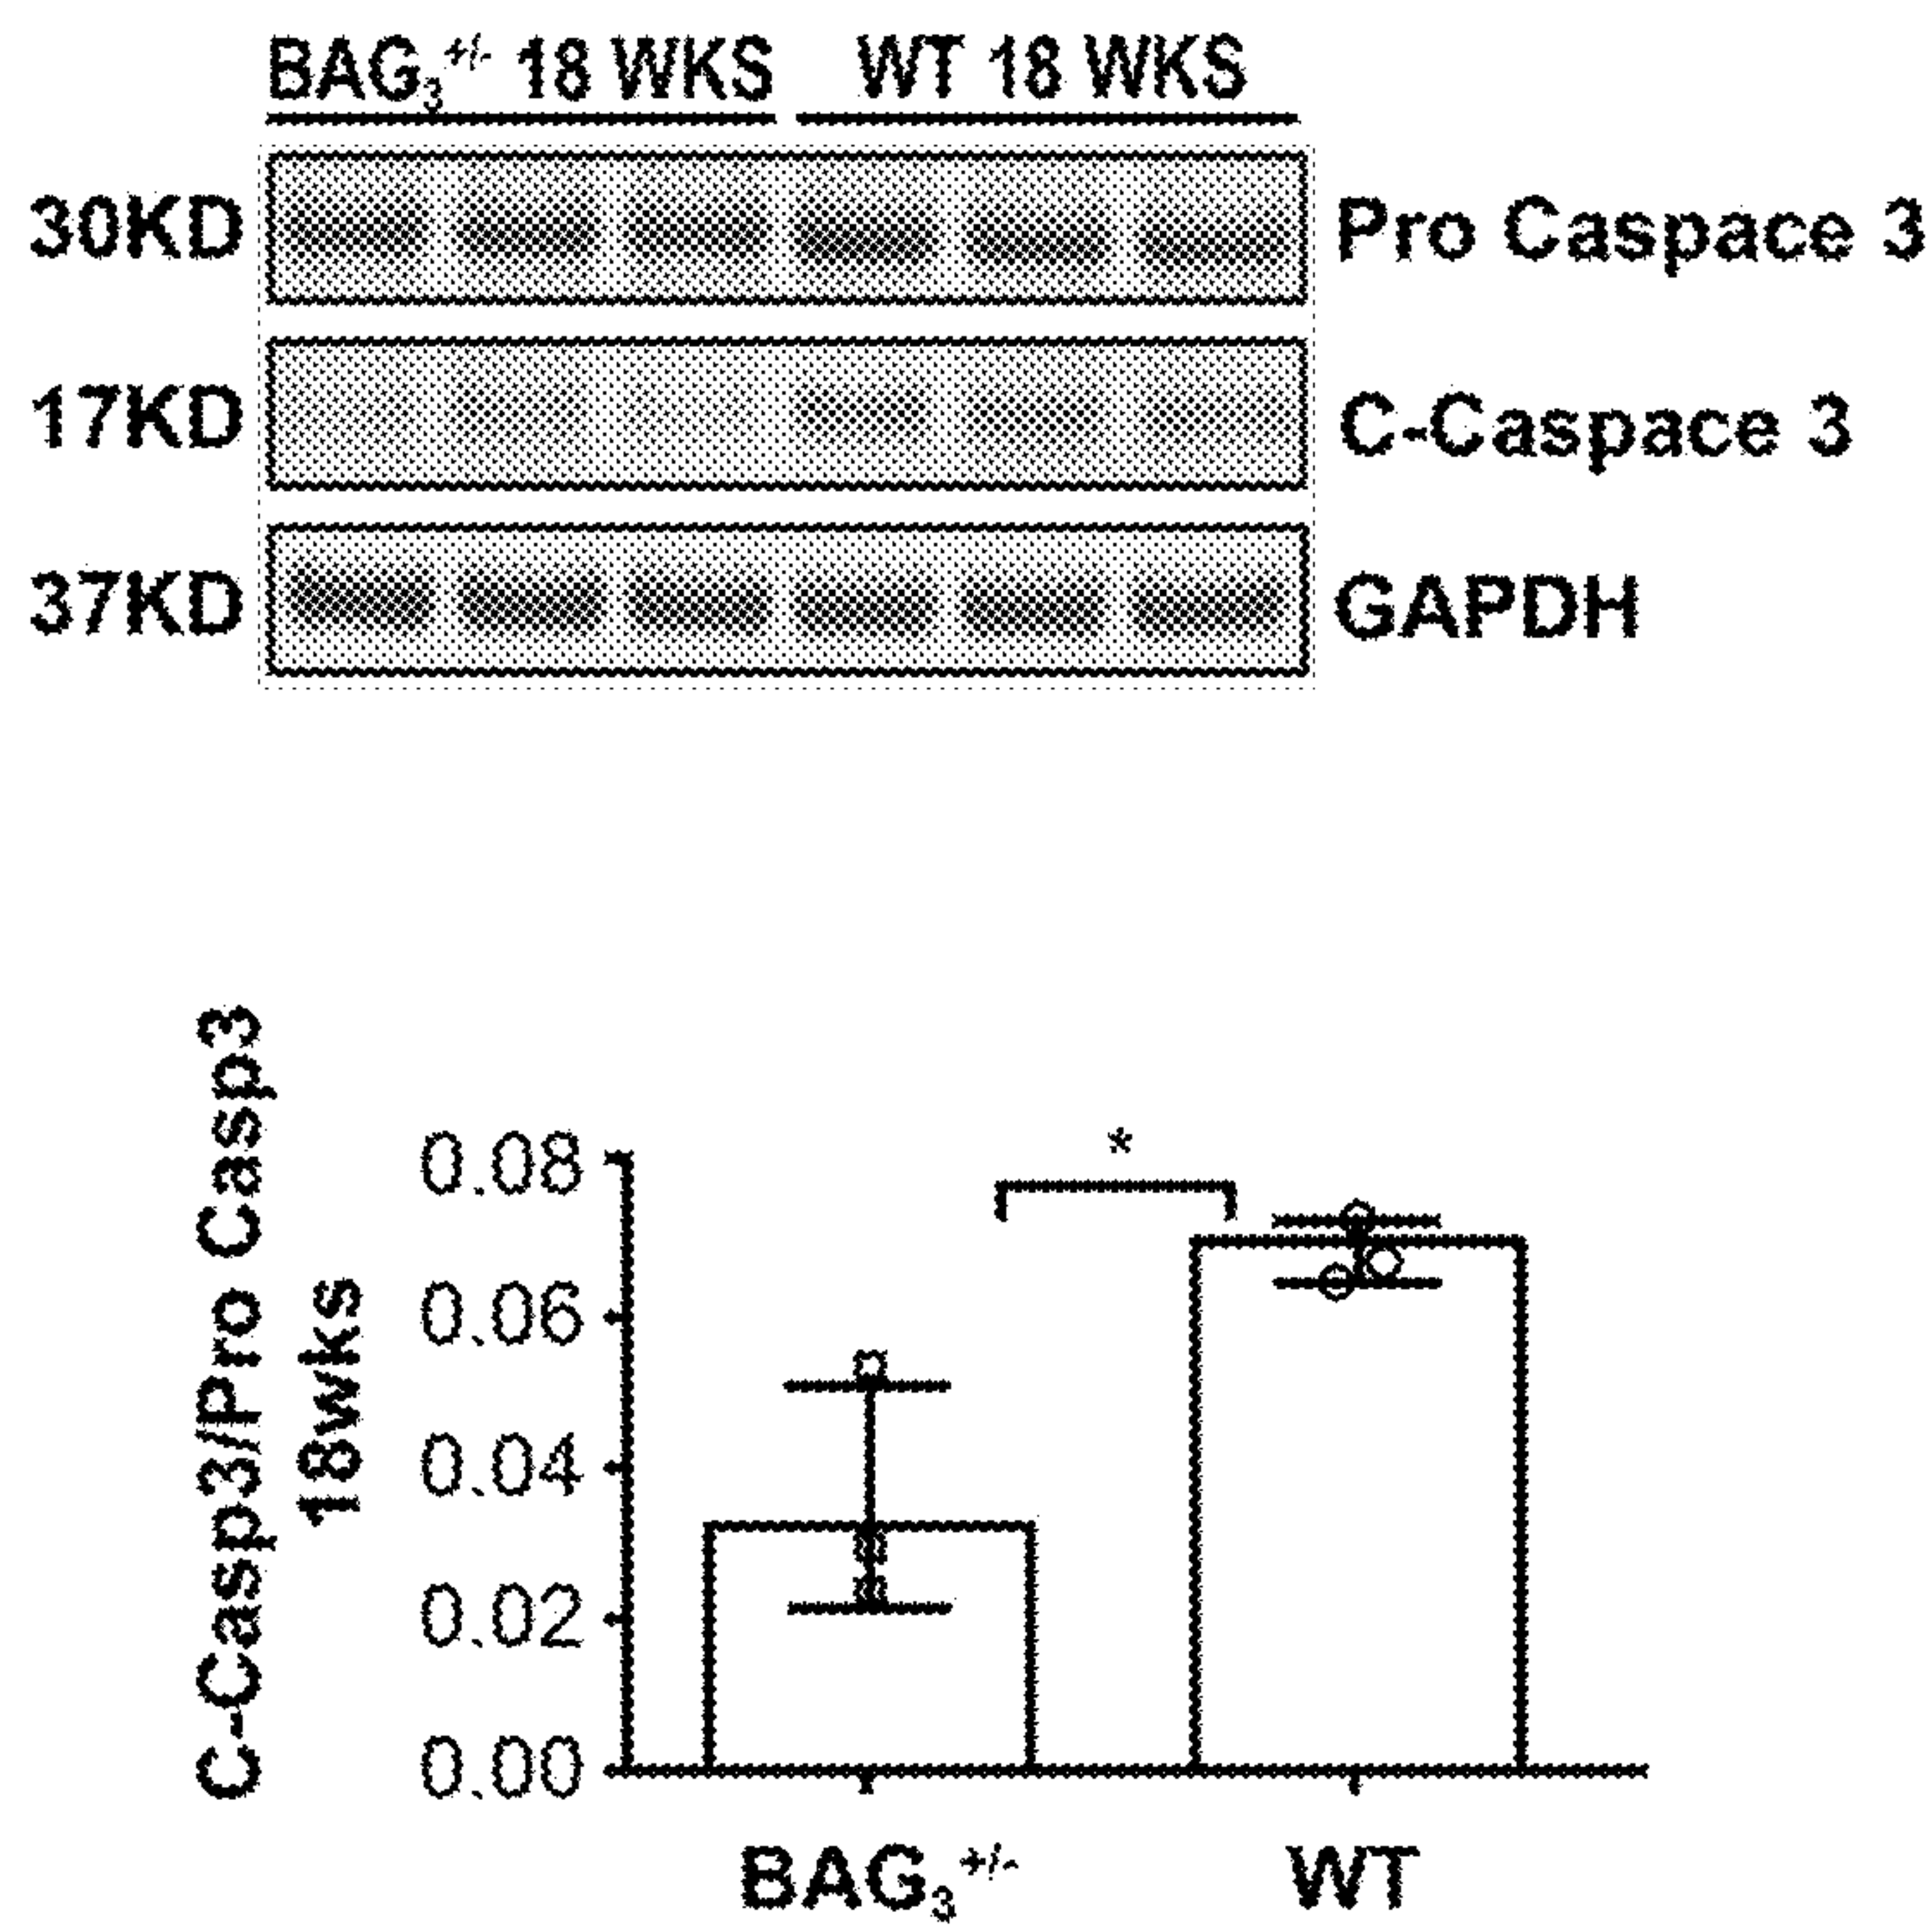 BAG3+/- 18 WKS WT 18 WKS
30KD Pro Caspace 3
17KD C-Caspace 3
37KD GAPDH
C-Casp3/Pro Casp3
18wks
*
0.08
0.06
0.04
0.02
0.00
BAG3+/- WT